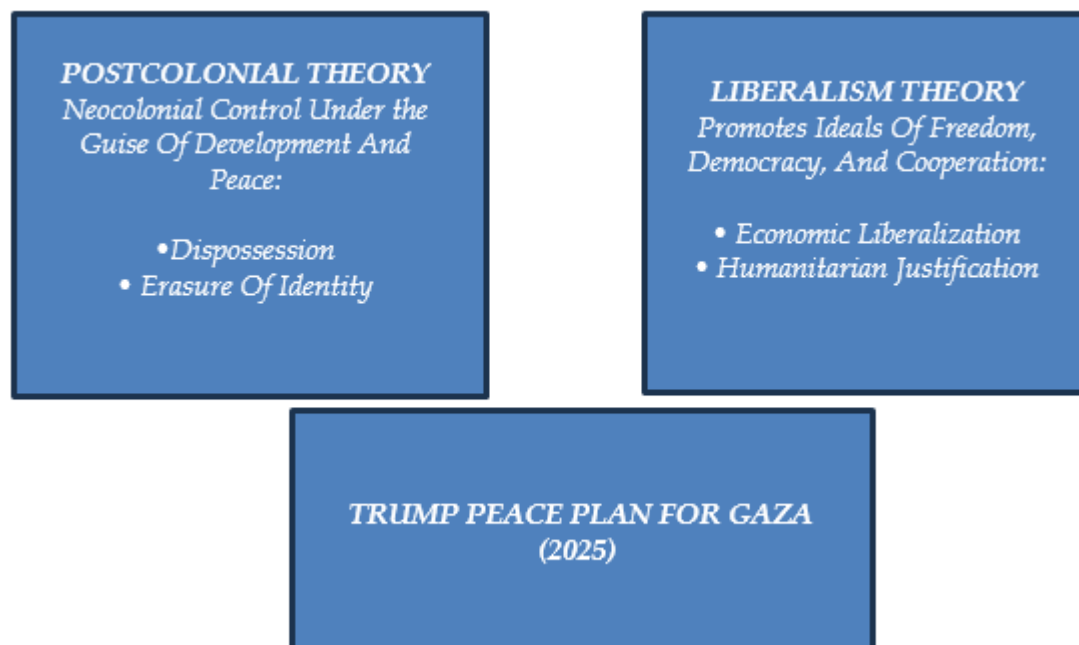 POSTCOLONIAL THEORY
Neocolonial Control Under the
Guise Of Development And
Peace:
•Dispossession
• Erasure Of Identity
LIBERALISM THEORY
Promotes Ideals Of Freedom,
Democracy, And Cooperation:
• Economic Liberalization
• Humanitarian Justification
TRUMP PEACE PLAN FOR GAZA
(2025)